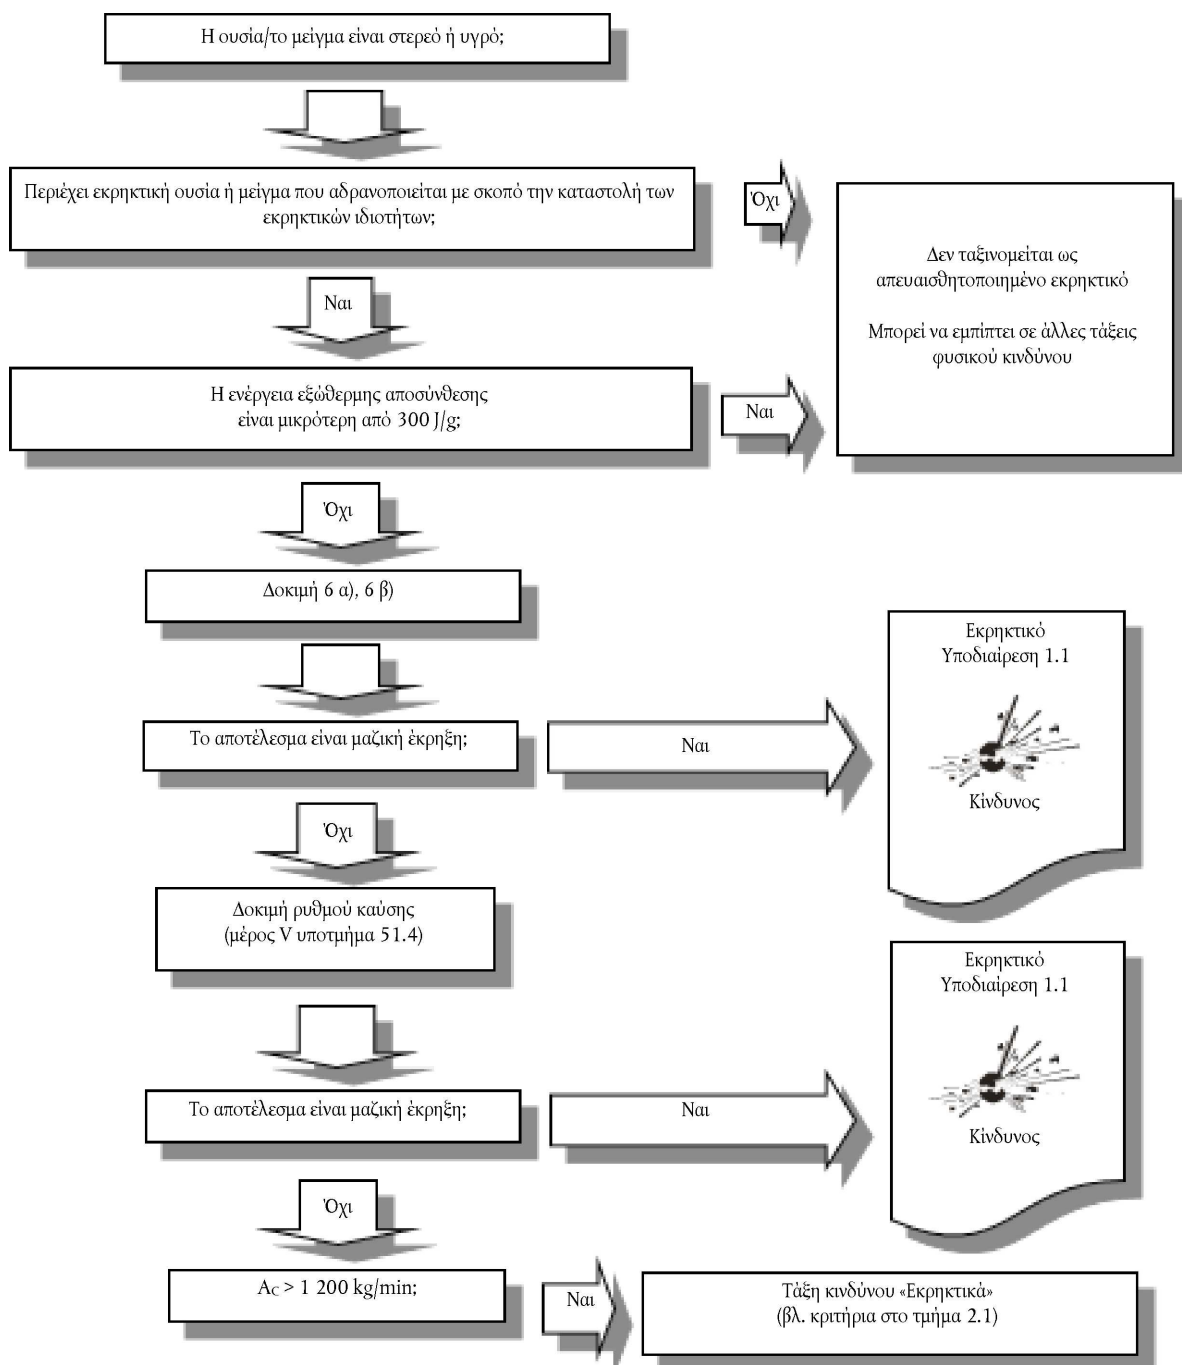 Η ουσία/το μείγμα είναι στερεό ή υγρό;
Περιέχει εκρηκτική ουσία ή μείγμα που αδρανοποιείται με σκοπό την καταστολή των
εκρηκτικών ιδιοτήτων;
Όχι
Δεν ταξινομείται ως
απευαισθητοποιημένο εκρηκτικό
Μπορεί να εμπίπτει σε άλλες τάξεις
φυσικού κινδύνου
Ναι
Η ενέργεια εξώθερμης αποσύνθεσης
είναι μικρότερη από 300 J/g;
Ναι
Όχι
Δοκιμή 6 α), 6 β)
Το αποτέλεσμα είναι μαζική έκρηξη;
Ναι
Εκρηκτικό
Υποδιαίρεση 1.1
Κίνδυνος
Όχι
Δοκιμή ρυθμού καύσης
(μέρος V υποτμήμα 51.4)
Το αποτέλεσμα είναι μαζική έκρηξη;
Ναι
Εκρηκτικό
Υποδιαίρεση 1.1
Κίνδυνος
Όχι
AC > 1 200 kg/min;
Ναι
Τάξη κινδύνου «Εκρηκτικά»
(βλ. κριτήρια στο τμήμα 2.1)